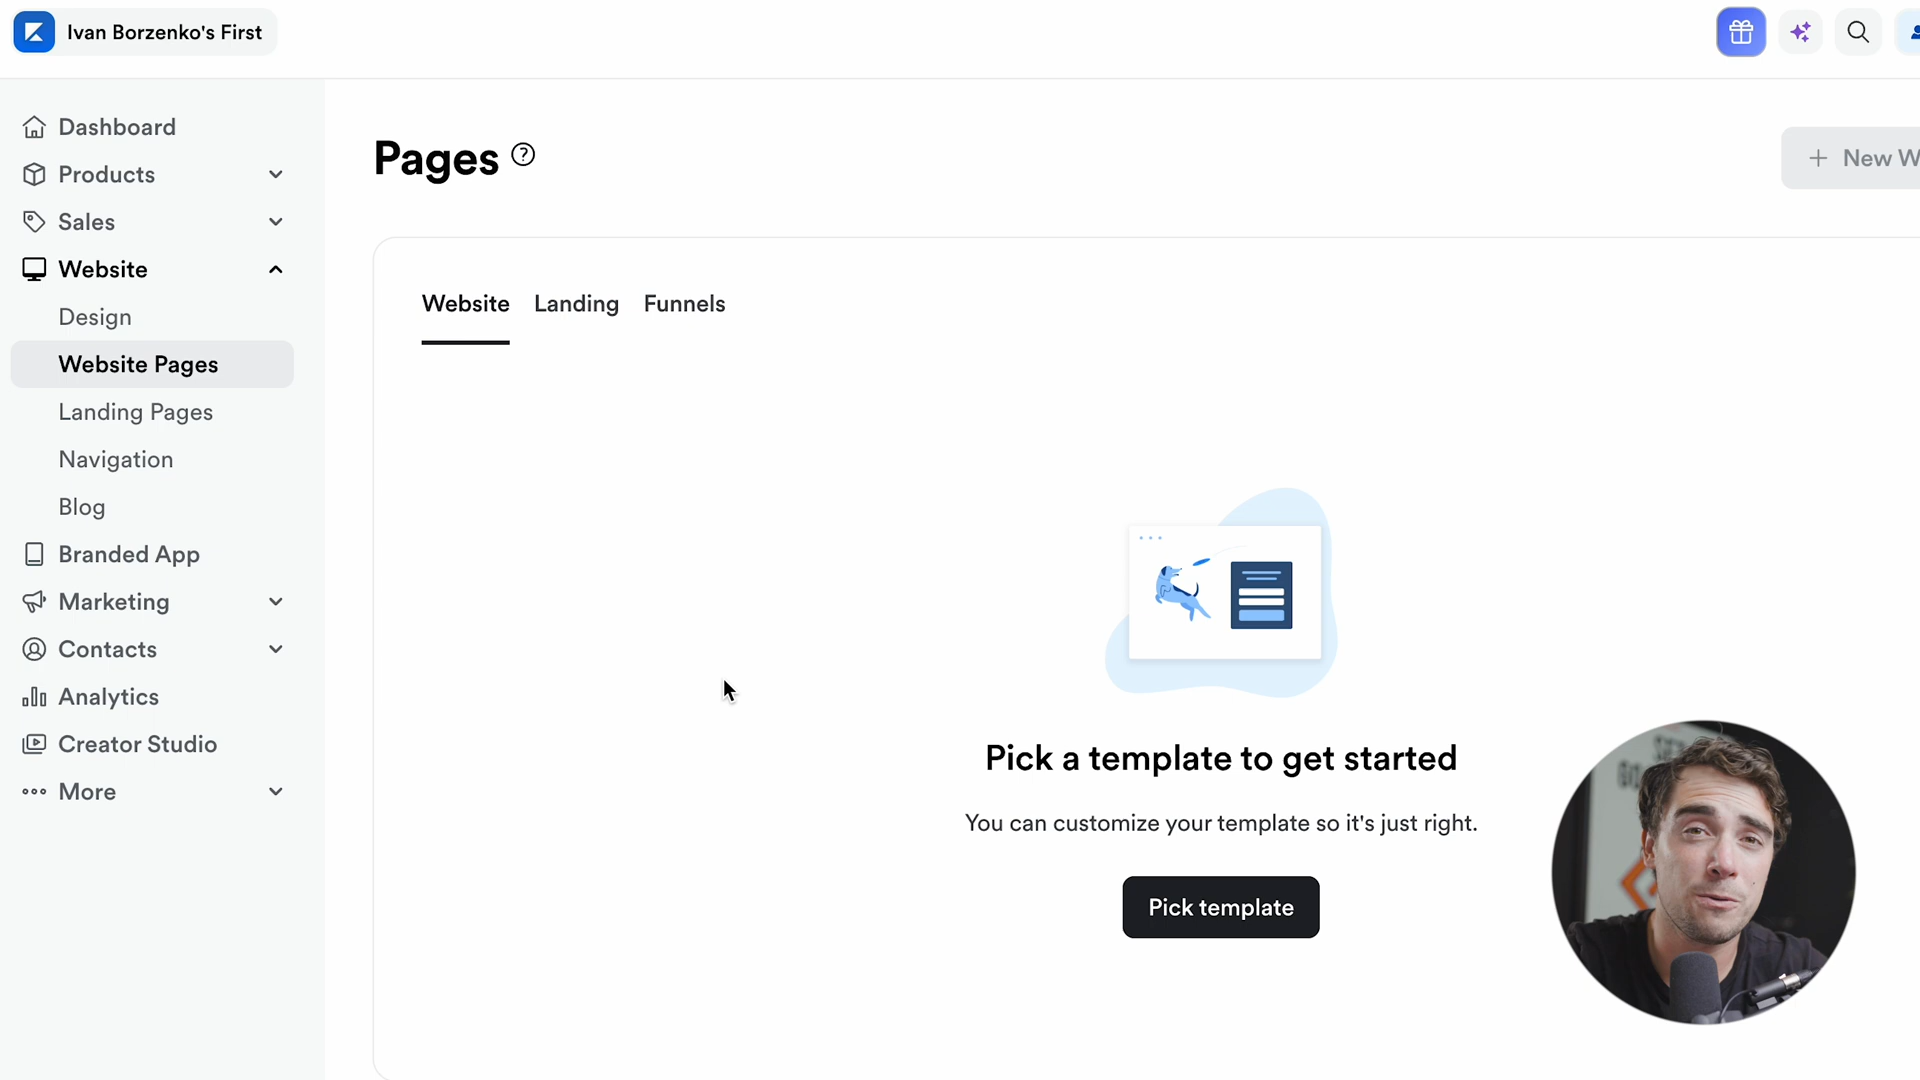 Ivan Borzenko's First
Dashboard
Products
Sales
Website
Design
Website Pages
Landing Pages
Navigation
Blog
Branded App
Marketing
Contacts
Analytics
Creator Studio
More
Pages
+ New W
Website Landing Funnels
Pick a template to get started
You can customize your template so it's just right.
Pick template